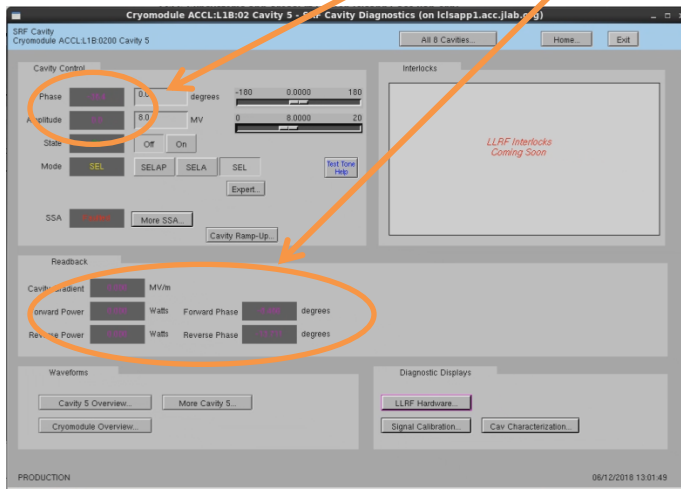 Cryomodule ACCL:L1B:02 Cavity 5 - SRF Cavity Diagnostics (on lclsapp1.acc.jlab.org)
SRF Cavity
Cryomodule ACCL:L1B:0200 Cavity 5
All 8 Cavities...
Home...
Exit
Cavity Control
Phase
0.0
degrees
-180 0.0000 180
Amplitude
8.0
MV
0 8.0000 20
State
Off
On
Mode
SEL
SELAP
SELA
SEL
Test Tone
Help
Expert...
SSA
More SSA...
Cavity Ramp-Up...
Interlocks
LLRF Interlocks
Coming Soon
Readback
Cavity Gradient
MV/m
Forward Power
Watts
Forward Phase
degrees
Reverse Power
Watts
Reverse Phase
degrees
Waveforms
Cavity 5 Overview...
More Cavity 5...
Cryomodule Overview...
Diagnostic Displays
LLRF Hardware...
Signal Calibration...
Cav Characterization...
PRODUCTION
06/12/2018 13:01:49